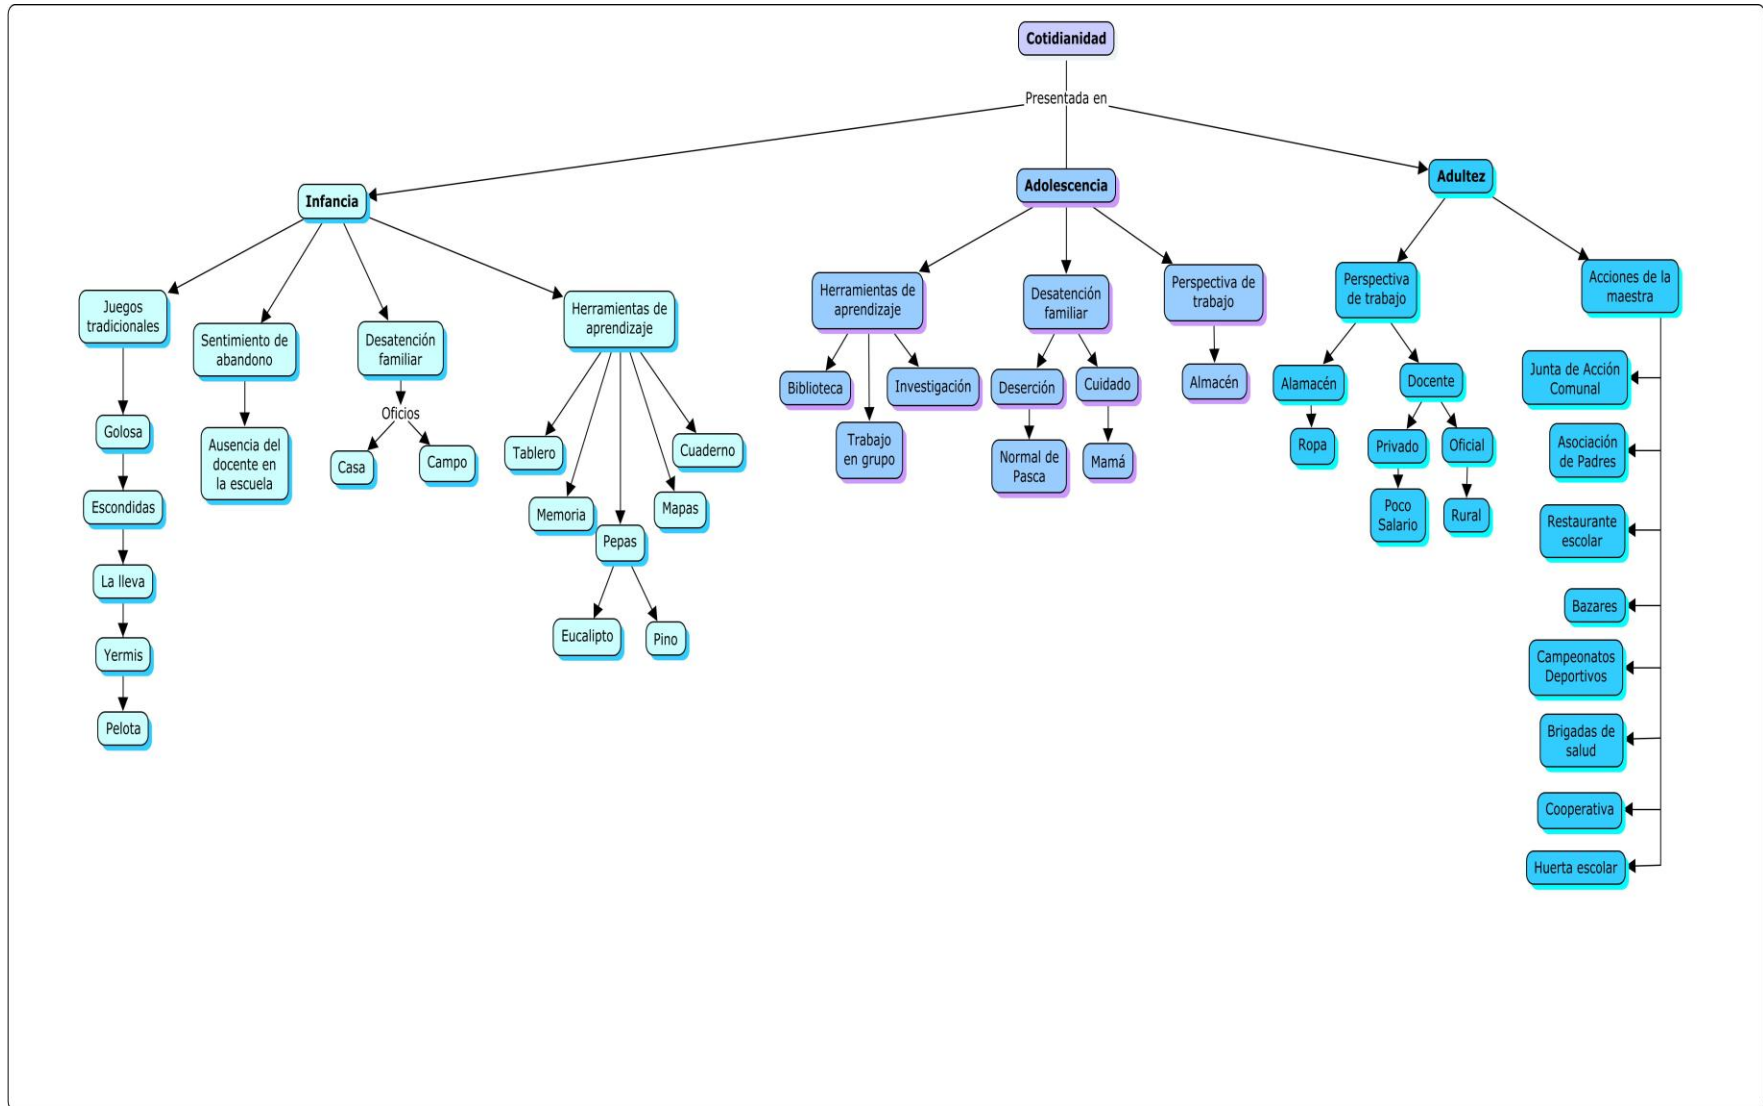 Cotidianidad
Presentada en
Infancia
Adolescencia
Adultez
Juegos
tradicionales
Golosa
Escondidas
La lleva
Yermis
Pelota
Sentimiento de
abandono
Ausencia del
docente en
la escuela
Desatención
familiar
Oficios
Casa
Campo
Herramientas de
aprendizaje
Tablero
Memoria
Pepas
Mapas
Cuaderno
Eucalipto
Pino
Herramientas de
aprendizaje
Biblioteca
Trabajo
en grupo
Investigación
Desatención
familiar
Deserción
Normal de
Pasca
Cuidado
Mamá
Perspectiva de
trabajo
Almacén
Perspectiva
de trabajo
Alamacén
Ropa
Docente
Privado
Poco
Salario
Oficial
Rural
Acciones de la
maestra
Junta de Acción
Comunal
Asociación
de Padres
Restaurante
escolar
Bazares
Campeonatos
Deportivos
Brigadas de
salud
Cooperativa
Huerta escolar